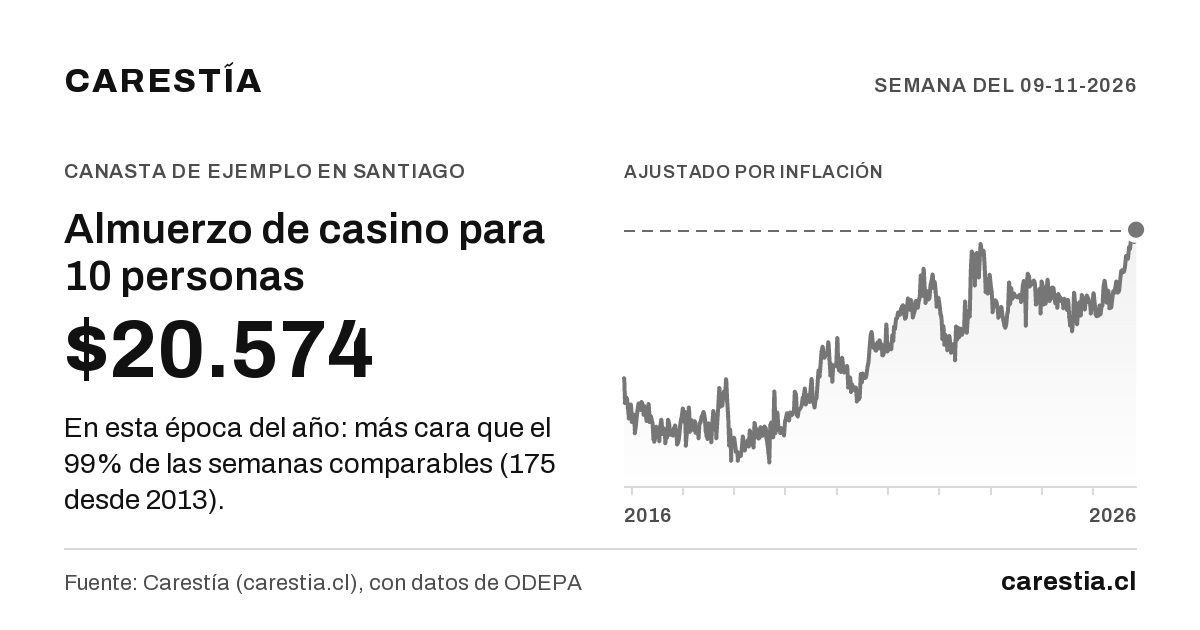 CARESTÍA
SEMANA DEL 09-11-2026
CANASTA DE EJEMPLO EN SANTIAGO
Almuerzo de casino para
10 personas
$20.574
En esta época del año: más cara que el
99% de las semanas comparables (175
desde 2013).
AJUSTADO POR INFLACIÓN
2016
2026
Fuente: Carestía (carestia.cl), con datos de ODEPA
carestia.cl